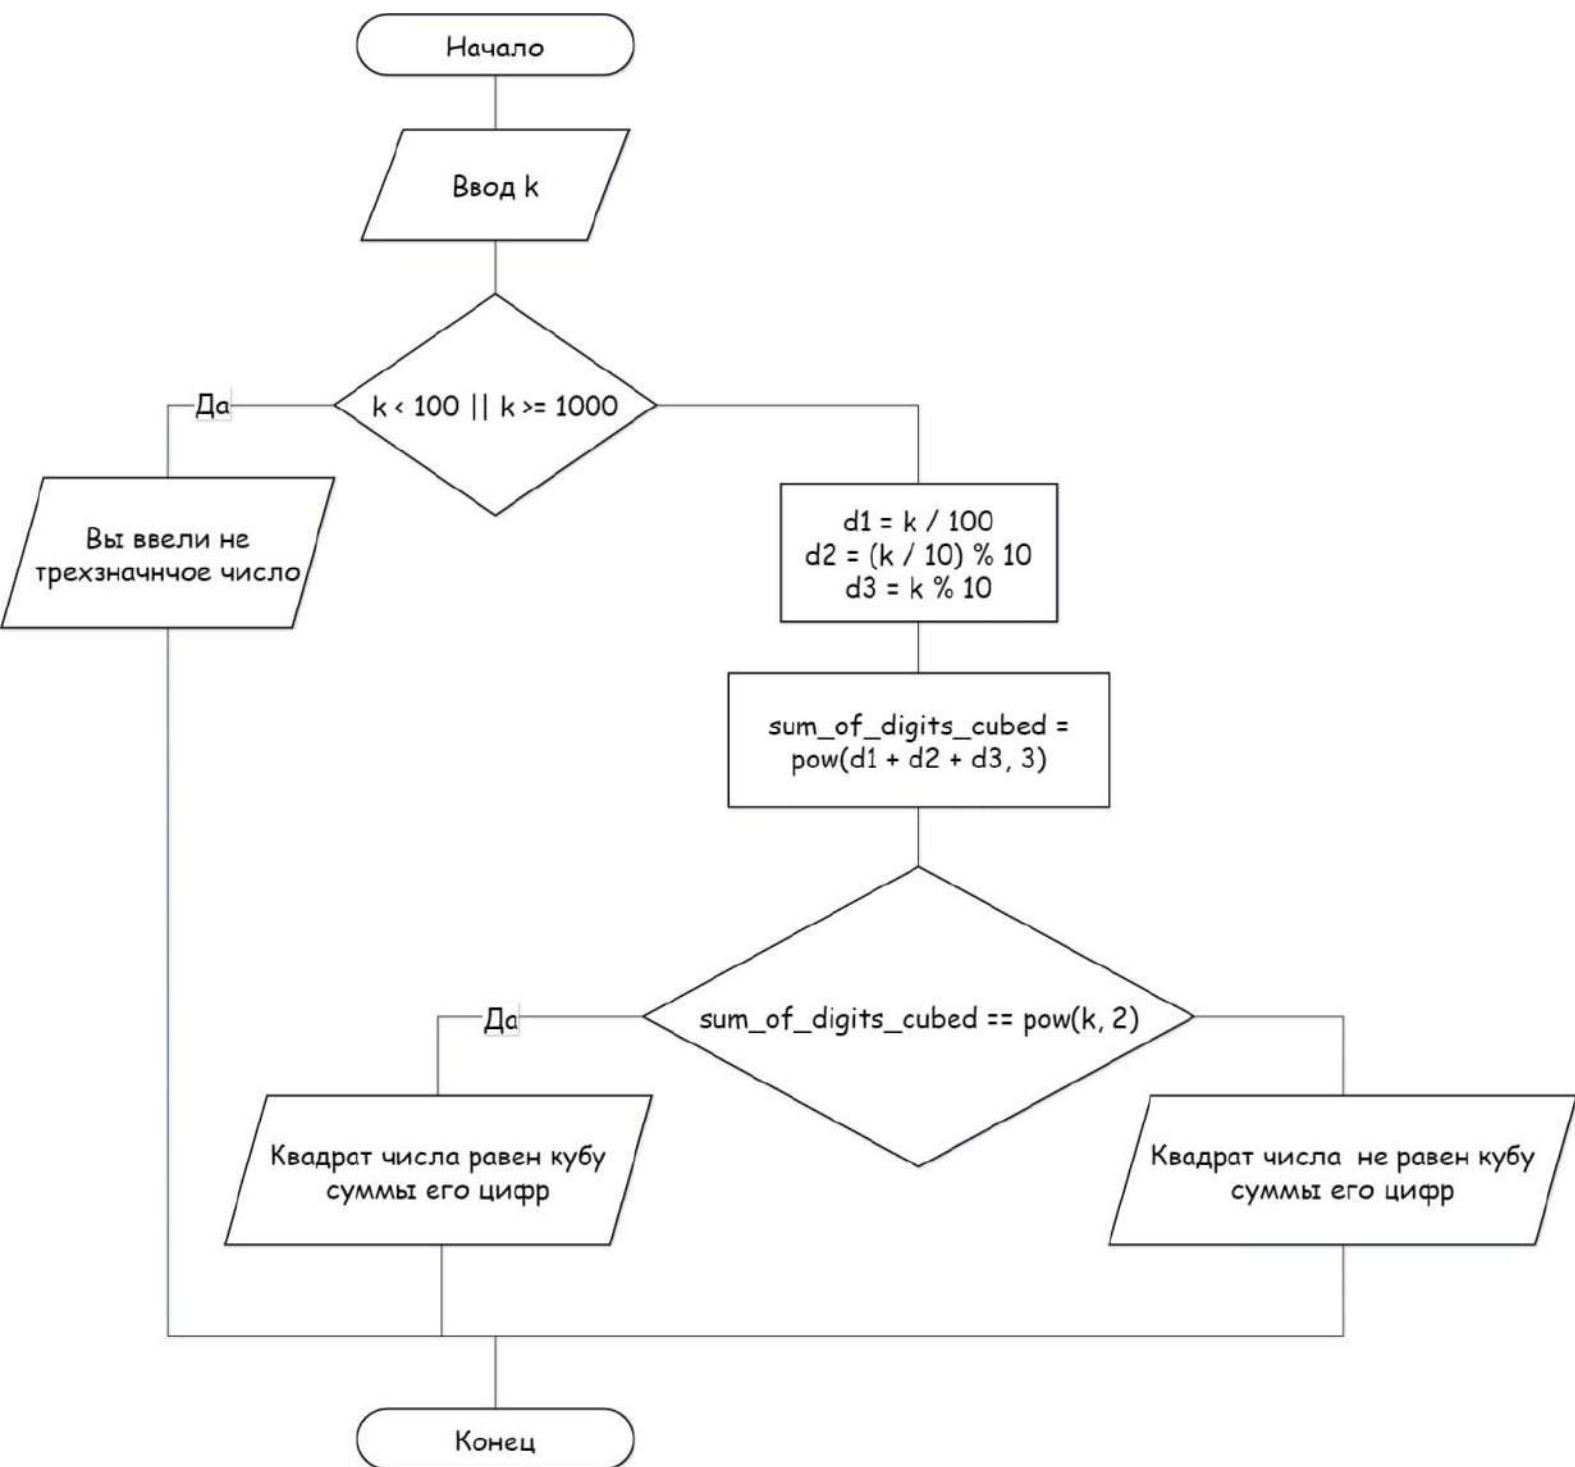 Начало
Ввод k
Да
k < 100 || k >= 1000
Вы ввели не
трехзначнчое число
d1 = k / 100
d2 = (k / 10) % 10
d3 = k % 10
sum_of_digits_cubed =
pow(d1 + d2 + d3, 3)
Да
sum_of_digits_cubed == pow(k, 2)
Квадрат числа равен кубу
суммы его цифр
Квадрат числа не равен кубу
суммы его цифр
Конец